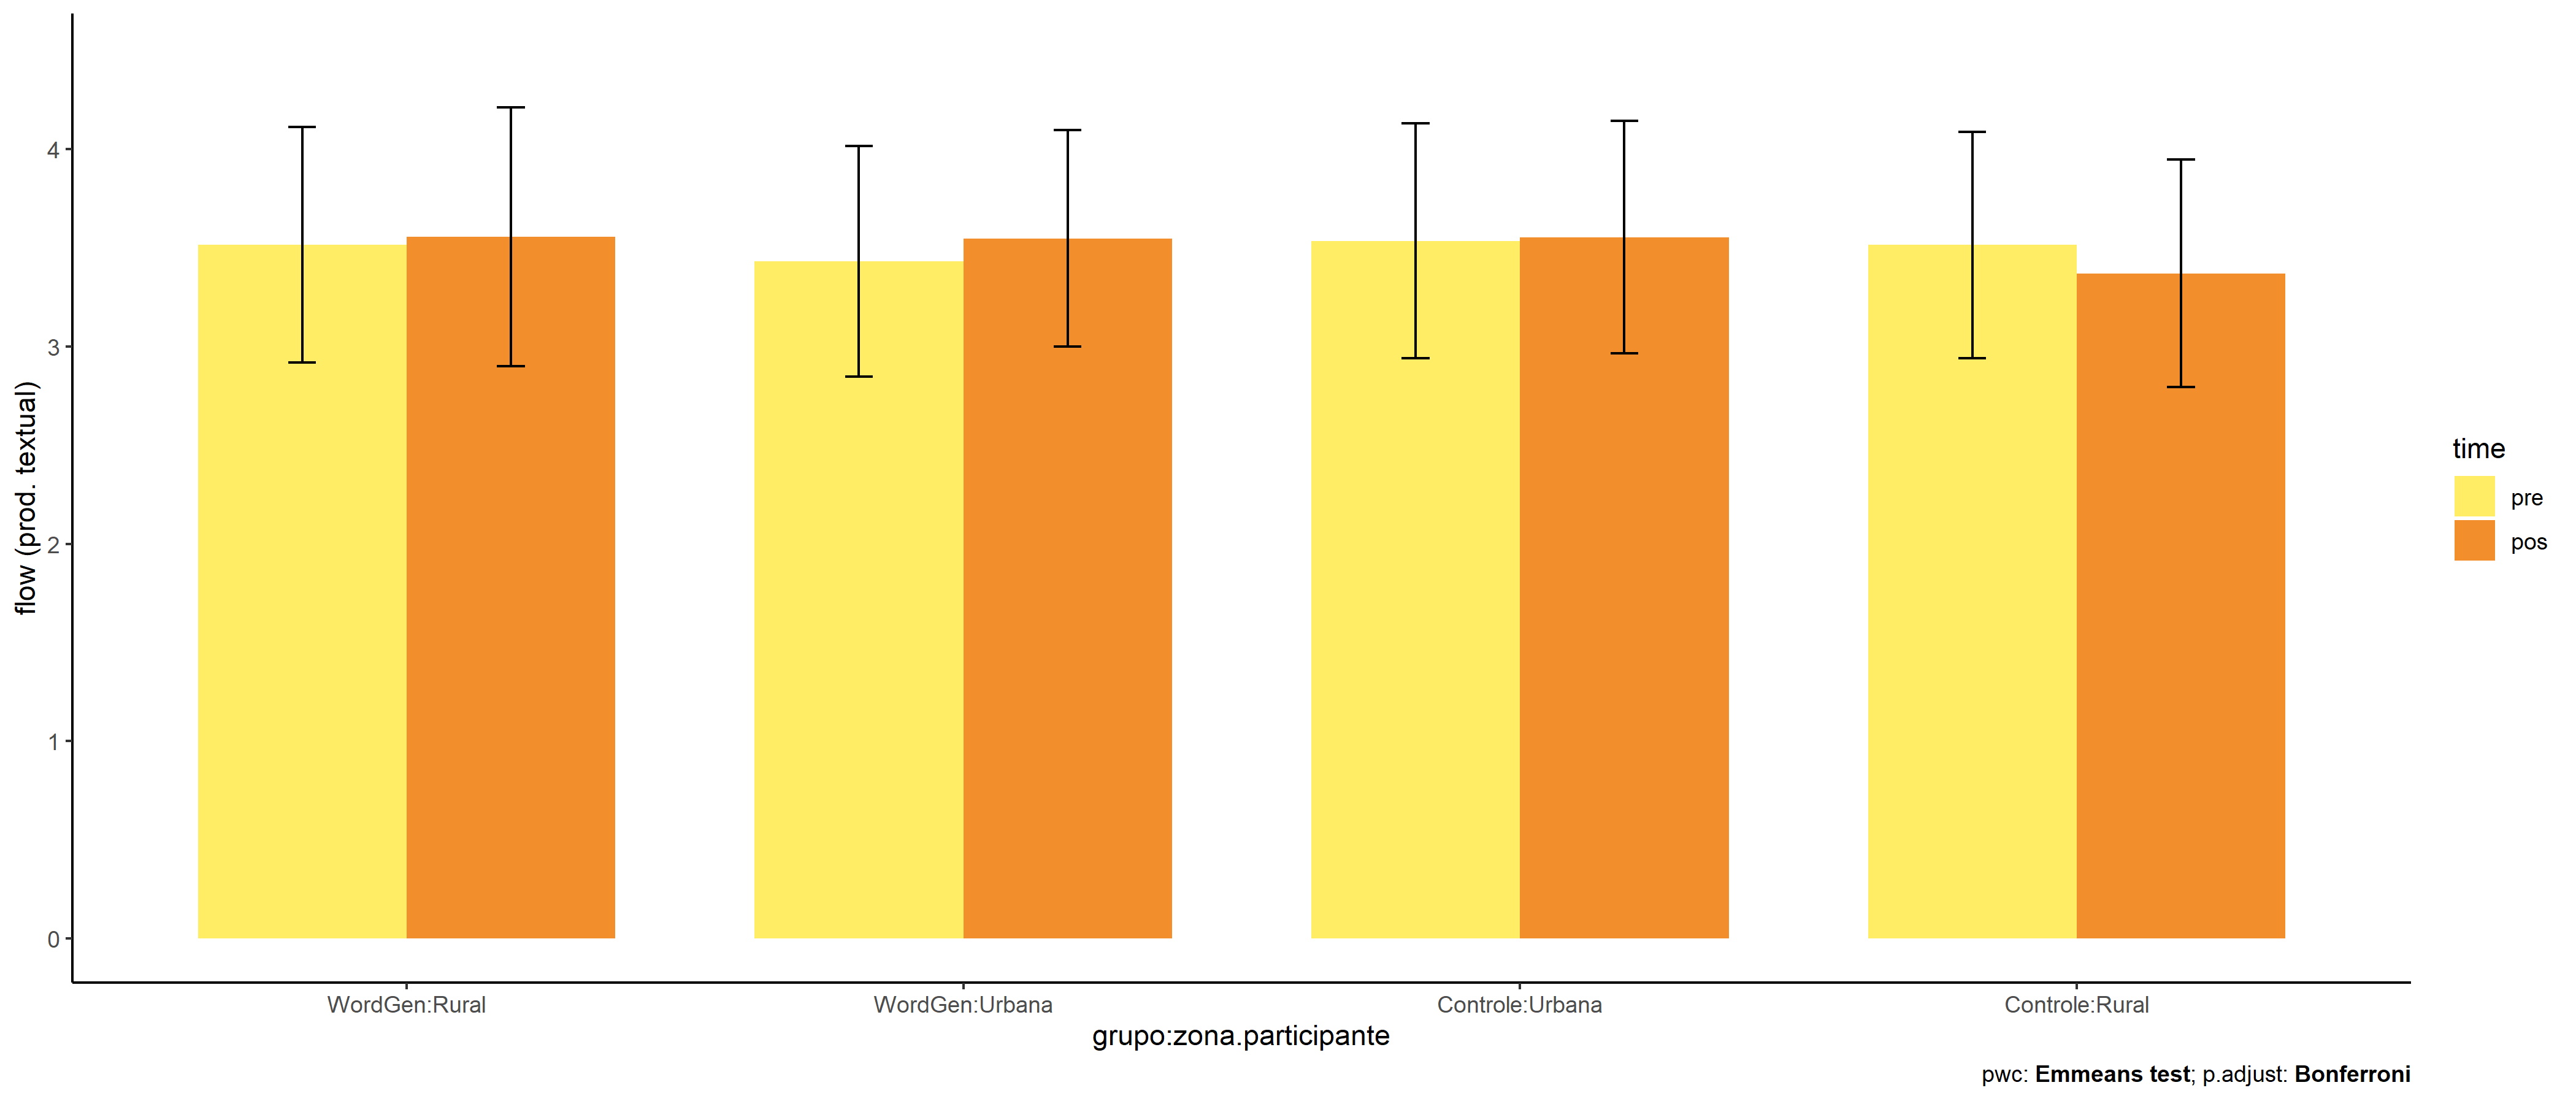 flow (prod. textual)
4
3
2
1
0
WordGen:Rural
WordGen:Urbana
Controle:Urbana
Controle:Rural
grupo:zona.participante
time
pre
pos
pwc: Emmeans test; p.adjust: Bonferroni